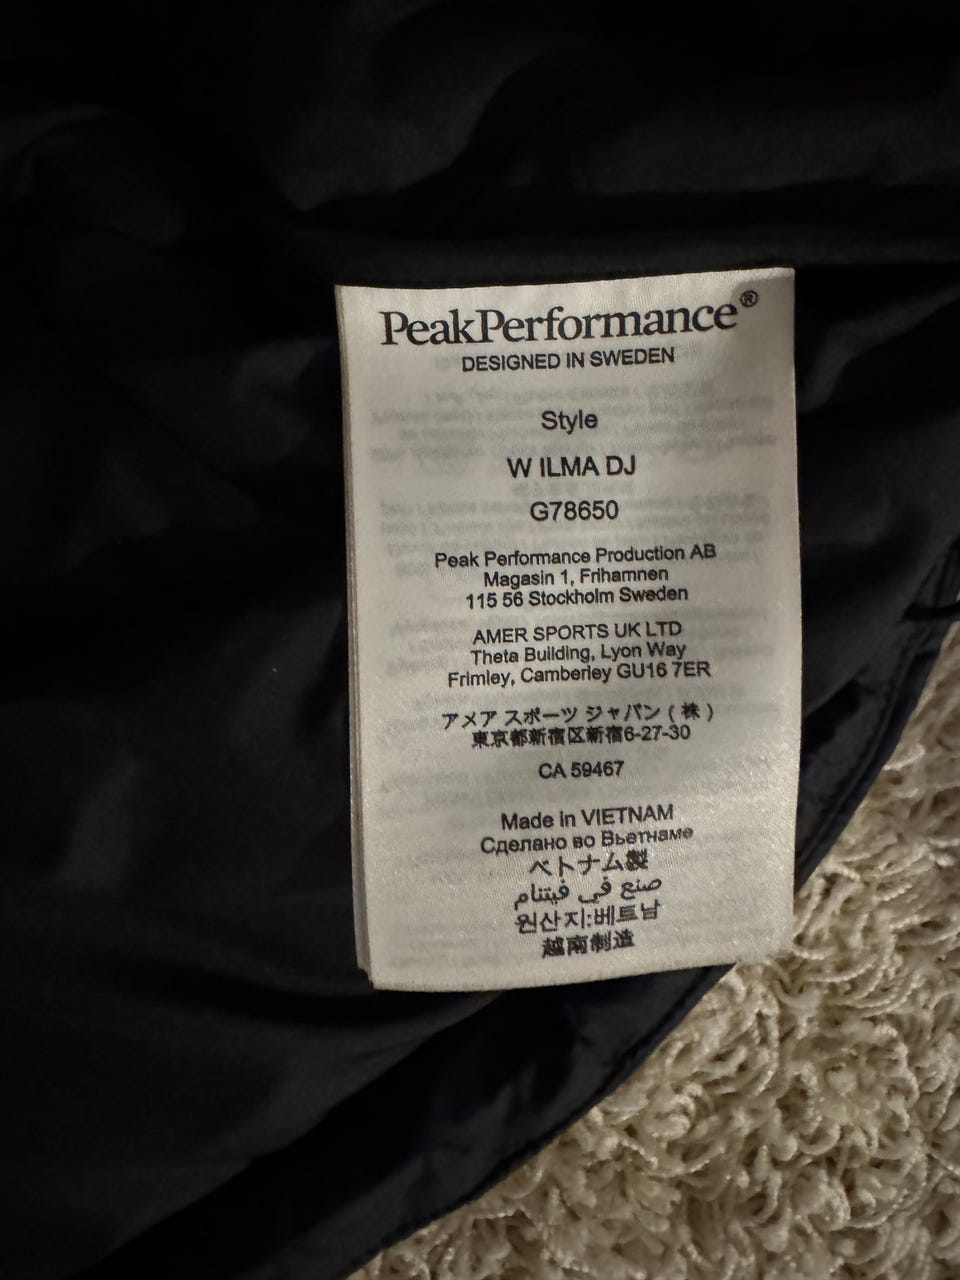 PeakPerformance®
DESIGNED IN SWEDEN
Style
W ILMA DJ
G78650
Peak Performance Production AB
Magasin 1, Frihamnen
115 56 Stockholm Sweden
AMER SPORTS UK LTD
Theta Building, Lyon Way
Frimley, Camberley GU16 7ER
アメア スポーツ ジャパン ( 株 )
東京都新宿区新宿6-27-30
CA 59467
Made in VIETNAM
Сделано во Вьетнаме
ベトナム製
صنع في فيتنام
원산지:베트남
越南制造